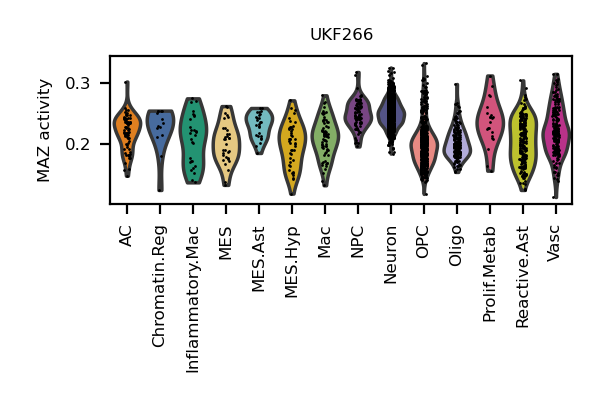 UKF266
MAZ activity
0.3
0.2
AC
Chromatin.Reg
Inflammatory.Mac
MES
MES.Ast
MES.Hyp
Mac
NPC
Neuron
OPC
Oligo
Prolif.Metab
Reactive.Ast
Vasc